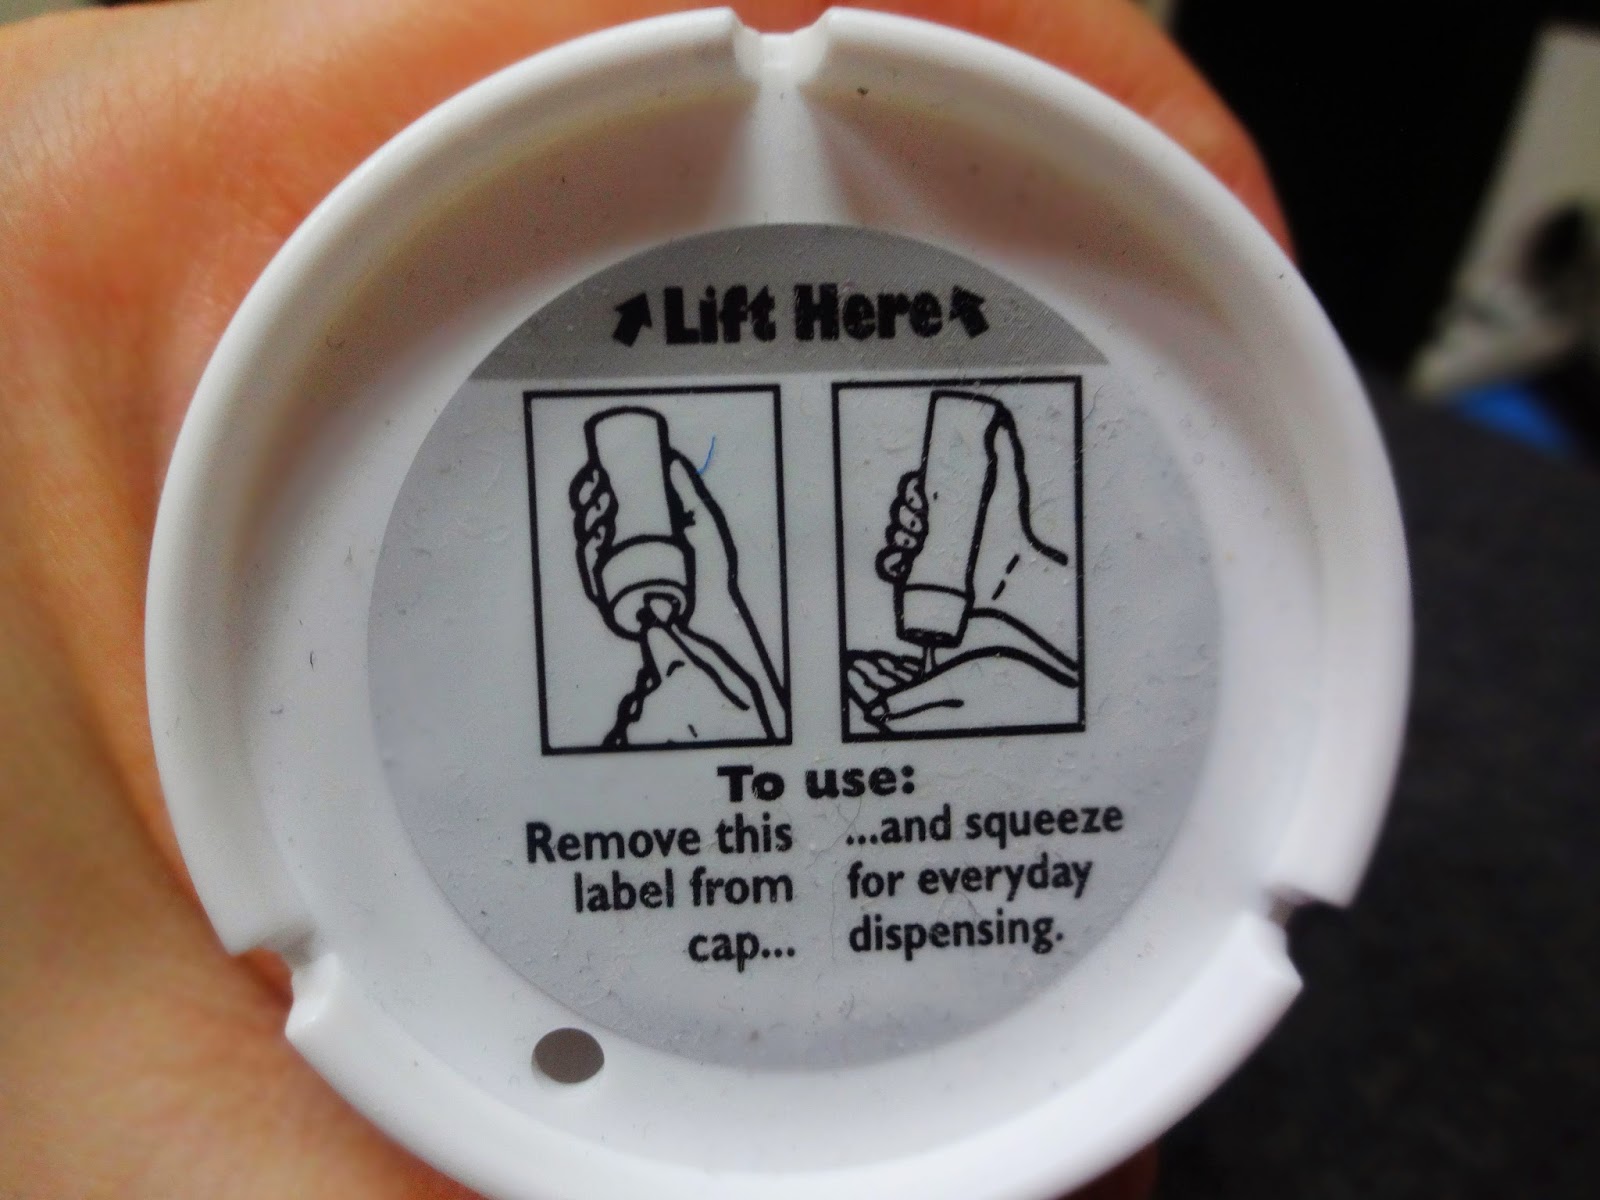 Lift Here
To use:
Remove this
label from
cap...
...and squeeze
for everyday
dispensing.